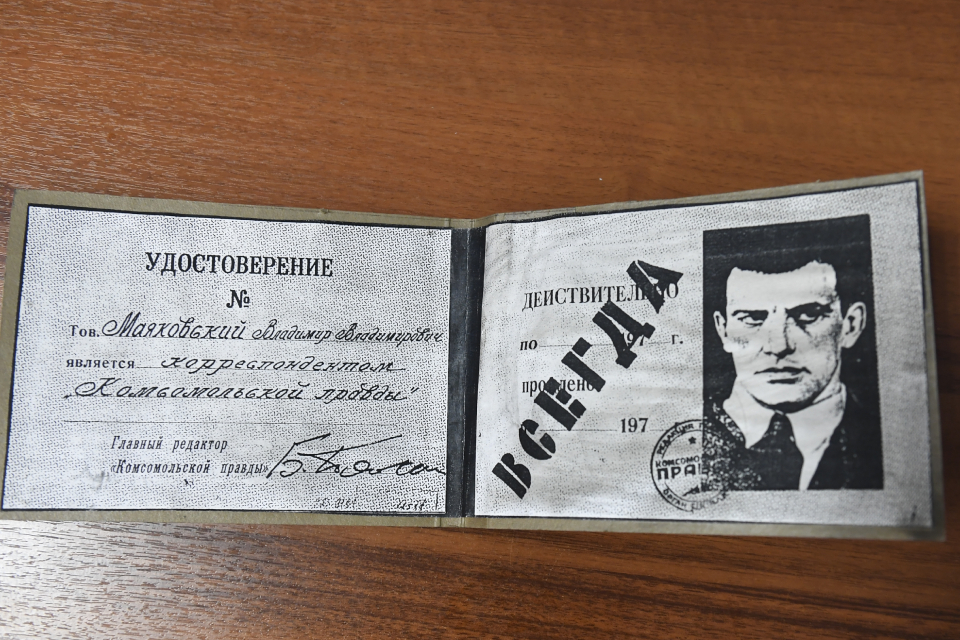 УДОСТОВЕРЕНИЕ
№
Тов. Маяковский Владимир Владимирович
является корреспондентом
„Комсомольской правды"
Главный редактор
«Комсомольской правды»
ДЕЙСТВИТЕЛЬНО
по 197 г.
продлено
197
ВСЕГДА